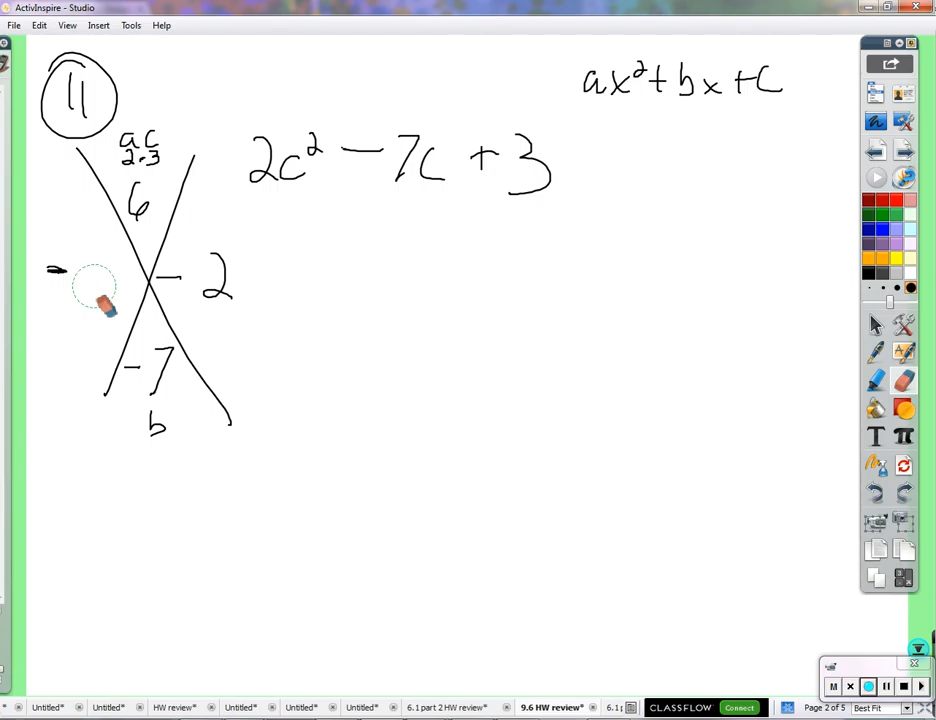 ActivInspire - Studio
File Edit View Insert Tools Help
11
ax²+bx+c
ac
2·3
2c² - 7c + 3
6
- - 2
-7
b
T π
M
Untitled* HW review* Untitled* Untitled* Untitled* 6.1 part 2 HW review* 9.6 HW review* 6.1 CLASSFLOW Connect Page 2 of 5 Best Fit